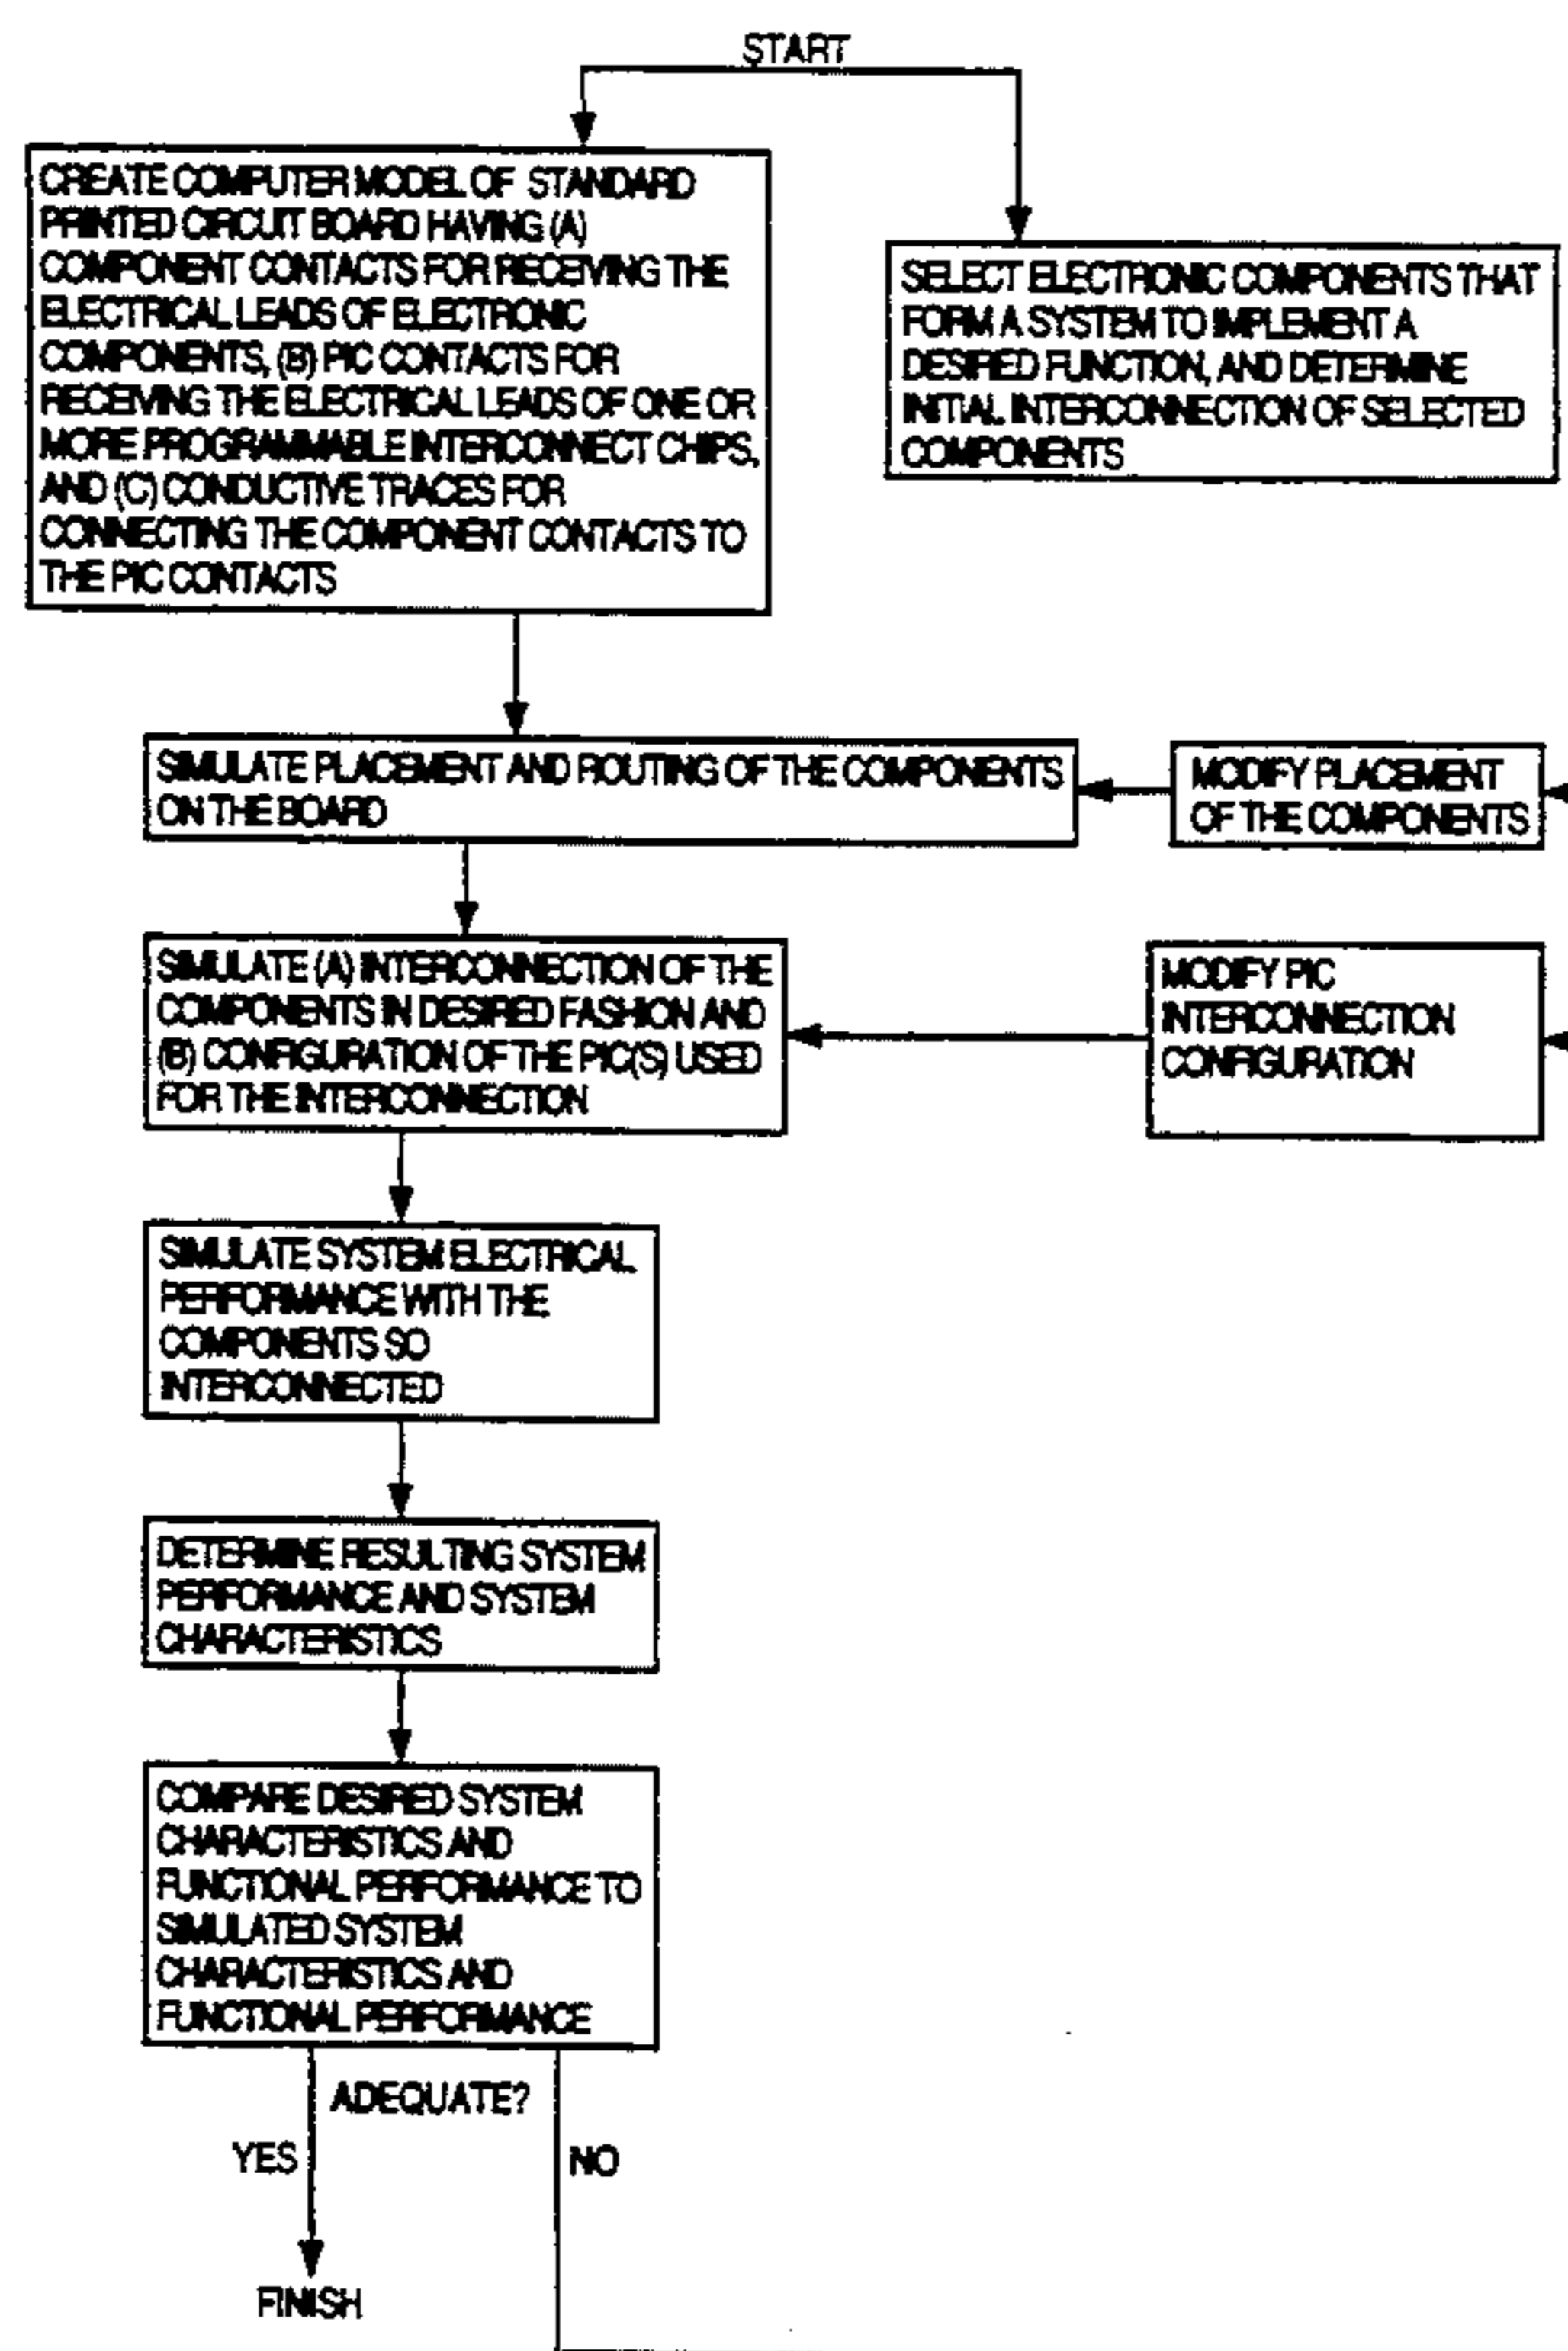 START
CREATE COMPUTER MODEL OF STANDARD
PRINTED CIRCUIT BOARD HAVING (A)
COMPONENT CONTACTS FOR RECEIVING THE
ELECTRICAL LEADS OF ELECTRONIC
COMPONENTS, (B) PIC CONTACTS FOR
RECEIVING THE ELECTRICAL LEADS OF ONE OR
MORE PROGRAMMABLE INTERCONNECT CHIPS,
AND (C) CONDUCTIVE TRACES FOR
CONNECTING THE COMPONENT CONTACTS TO
THE PIC CONTACTS
SELECT ELECTRONIC COMPONENTS THAT
FORM A SYSTEM TO IMPLEMENT A
DESIRED FUNCTION, AND DETERMINE
INITIAL INTERCONNECTION OF SELECTED
COMPONENTS
SIMULATE PLACEMENT AND ROUTING OF THE COMPONENTS
ON THE BOARD
MODIFY PLACEMENT
OF THE COMPONENTS
SIMULATE (A) INTERCONNECTION OF THE
COMPONENTS IN DESIRED FASHION AND
(B) CONFIGURATION OF THE PIC(S) USED
FOR THE INTERCONNECTION
MODIFY PIC
INTERCONNECTION
CONFIGURATION
SIMULATE SYSTEM ELECTRICAL
PERFORMANCE WITH THE
COMPONENTS SO
INTERCONNECTED
DETERMINE RESULTING SYSTEM
PERFORMANCE AND SYSTEM
CHARACTERISTICS
COMPARE DESIRED SYSTEM
CHARACTERISTICS AND
FUNCTIONAL PERFORMANCE TO
SIMULATED SYSTEM
CHARACTERISTICS AND
FUNCTIONAL PERFORMANCE
ADEQUATE?
YES
NO
FINISH